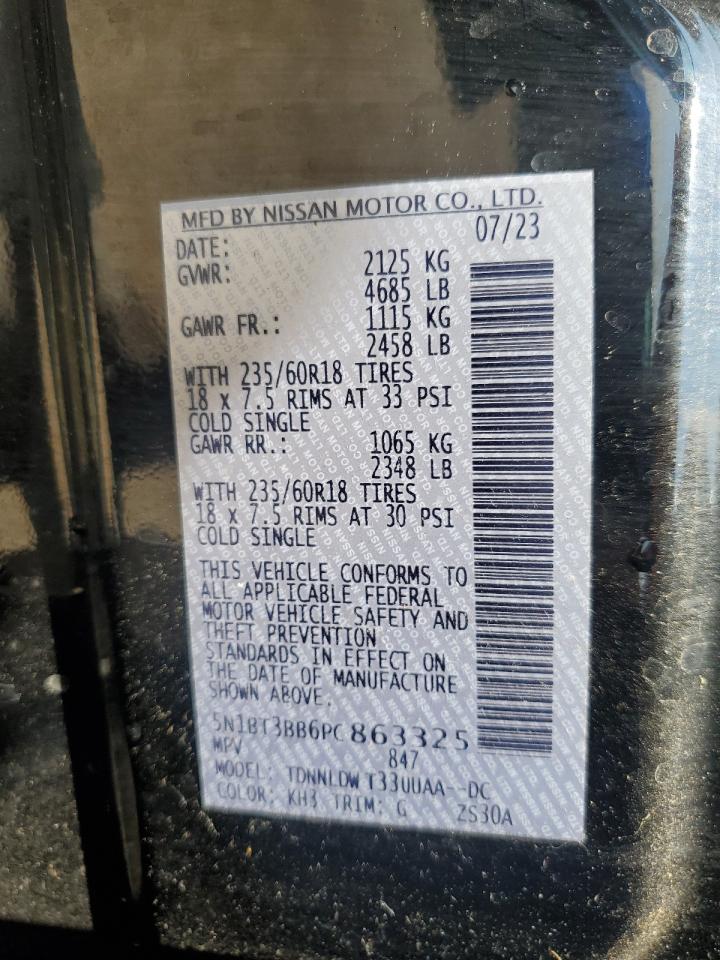 MFD BY NISSAN MOTOR CO., LTD.
DATE: 07/23
GVWR: 2125 KG
4685 LB
GAWR FR.: 1115 KG
2458 LB
WITH 235/60R18 TIRES
18 x 7.5 RIMS AT 33 PSI
COLD SINGLE
GAWR RR.: 1065 KG
2348 LB
WITH 235/60R18 TIRES
18 x 7.5 RIMS AT 30 PSI
COLD SINGLE
THIS VEHICLE CONFORMS TO
ALL APPLICABLE FEDERAL
MOTOR VEHICLE SAFETY AND
THEFT PREVENTION
STANDARDS IN EFFECT ON
THE DATE OF MANUFACTURE
SHOWN ABOVE.
5N1BT3BB6PC863325
MPV 847
MODEL: TDNNLDW T33UUAA--DC
COLOR: KH3 TRIM: G ZS30A